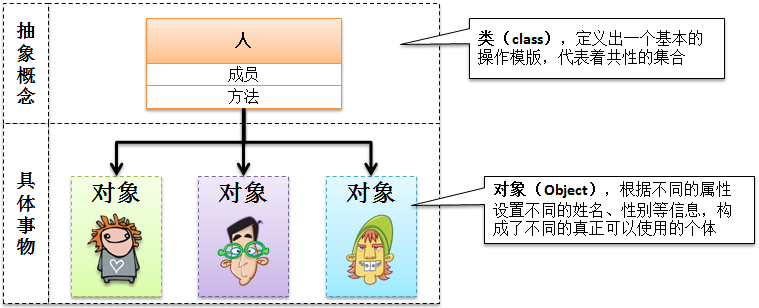 抽象概念
人
成员
方法
类（class），定义出一个基本的
操作模版，代表着共性的集合
具体事物
对象
对象
对象
对象（Object），根据不同的属性
设置不同的姓名、性别等信息，构
成了不同的真正可以使用的个体